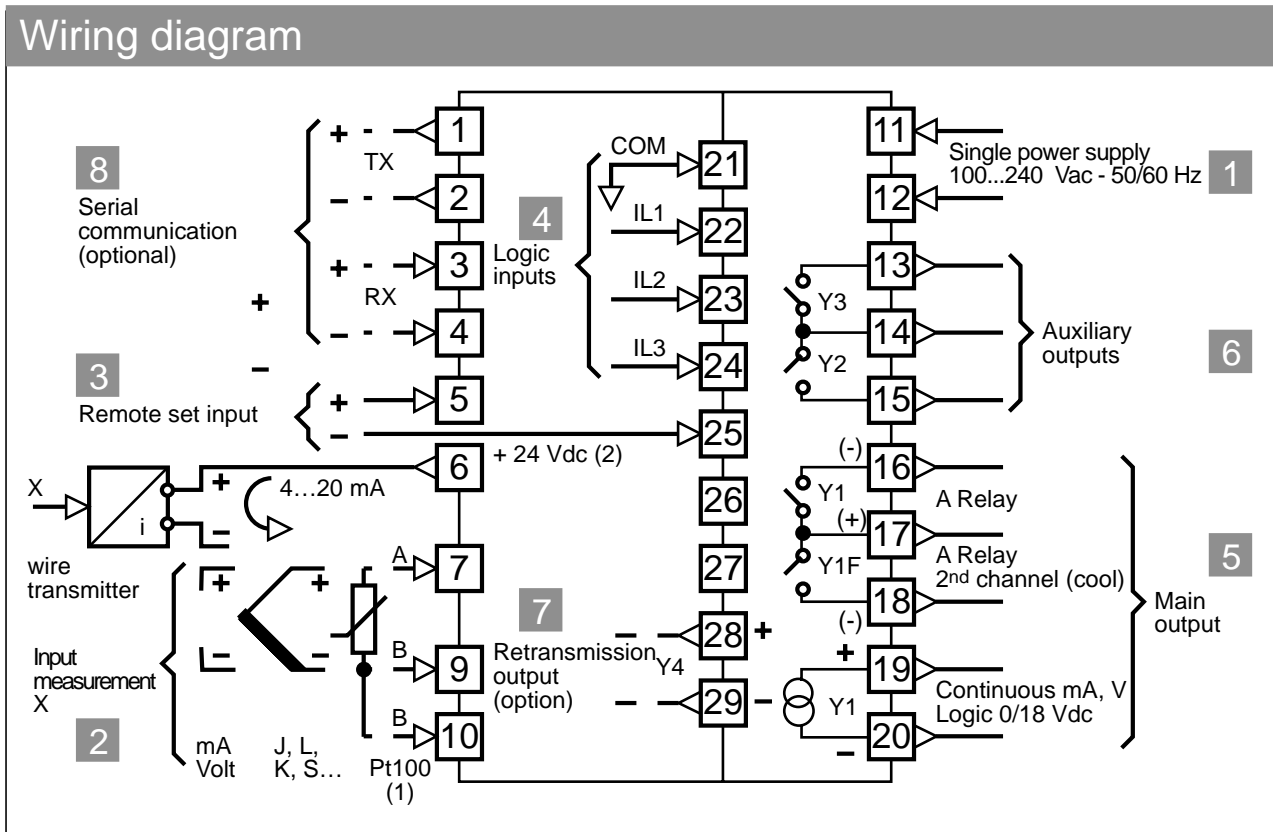 Wiring diagram
8
Serial
communication
(optional)
+
TX
−
+
RX
−
+
−
3
Remote set input
+
−
1
2
3
4
5
6
+ 24 Vdc (2)
X
i
+
−
4…20 mA
wire
transmitter
Input
measurement
X
2
+
−
mA
Volt
+
−
J, L,
K, S…
Pt100
(1)
A
7
B
9
B
10
4
Logic
inputs
COM
21
IL1
22
IL2
23
IL3
24
25
26
27
7
Retransmission
output
(option)
Y4
28
+
29
−
11
Single power supply
100...240 Vac - 50/60 Hz
1
12
13
Y3
14
Y2
15
Auxiliary
outputs
6
(-)
16
Y1
A Relay
(+)
17
A Relay
2nd channel (cool)
Y1F
18
(-)
5
Main
output
+
19
Y1
Continuous mA, V
Logic 0/18 Vdc
20
−